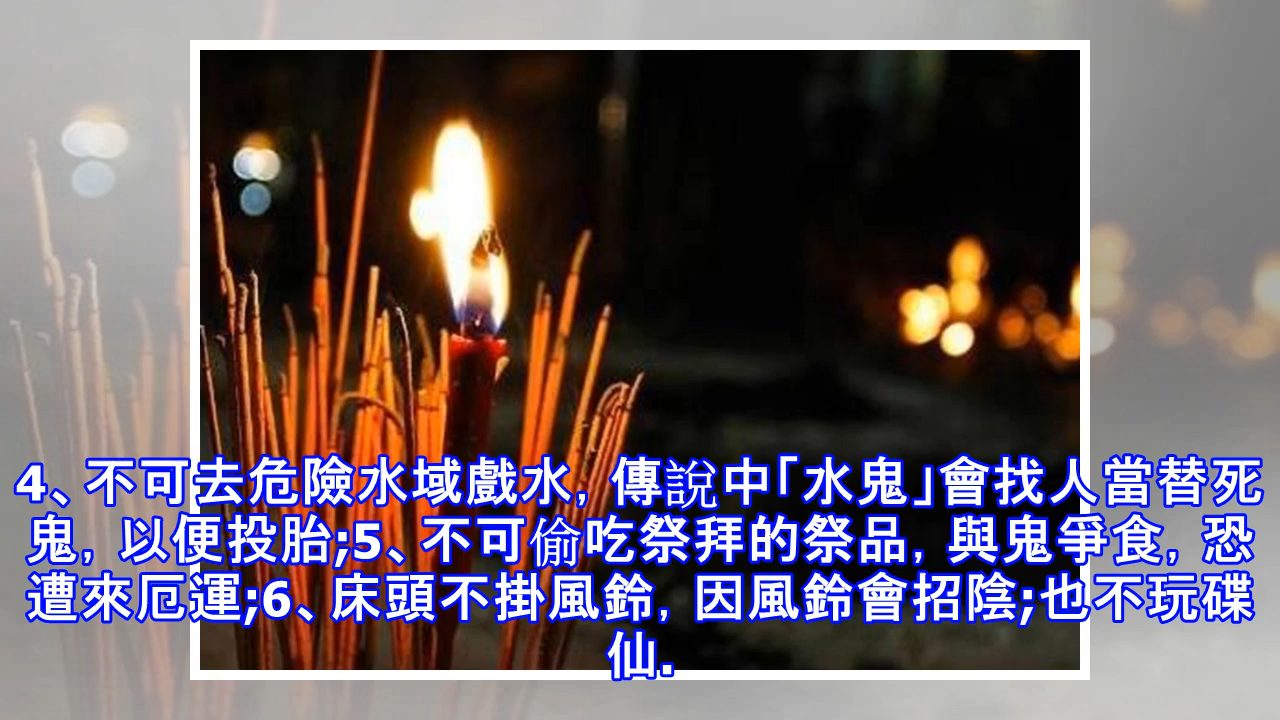 4、不可去危險水域戲水, 傳說中「水鬼」會找人當替死
鬼, 以便投胎;5、不可偷吃祭拜的祭品, 與鬼爭食, 恐
遭來厄運;6、床頭不掛風鈴, 因風鈴會招陰;也不玩碟
仙.